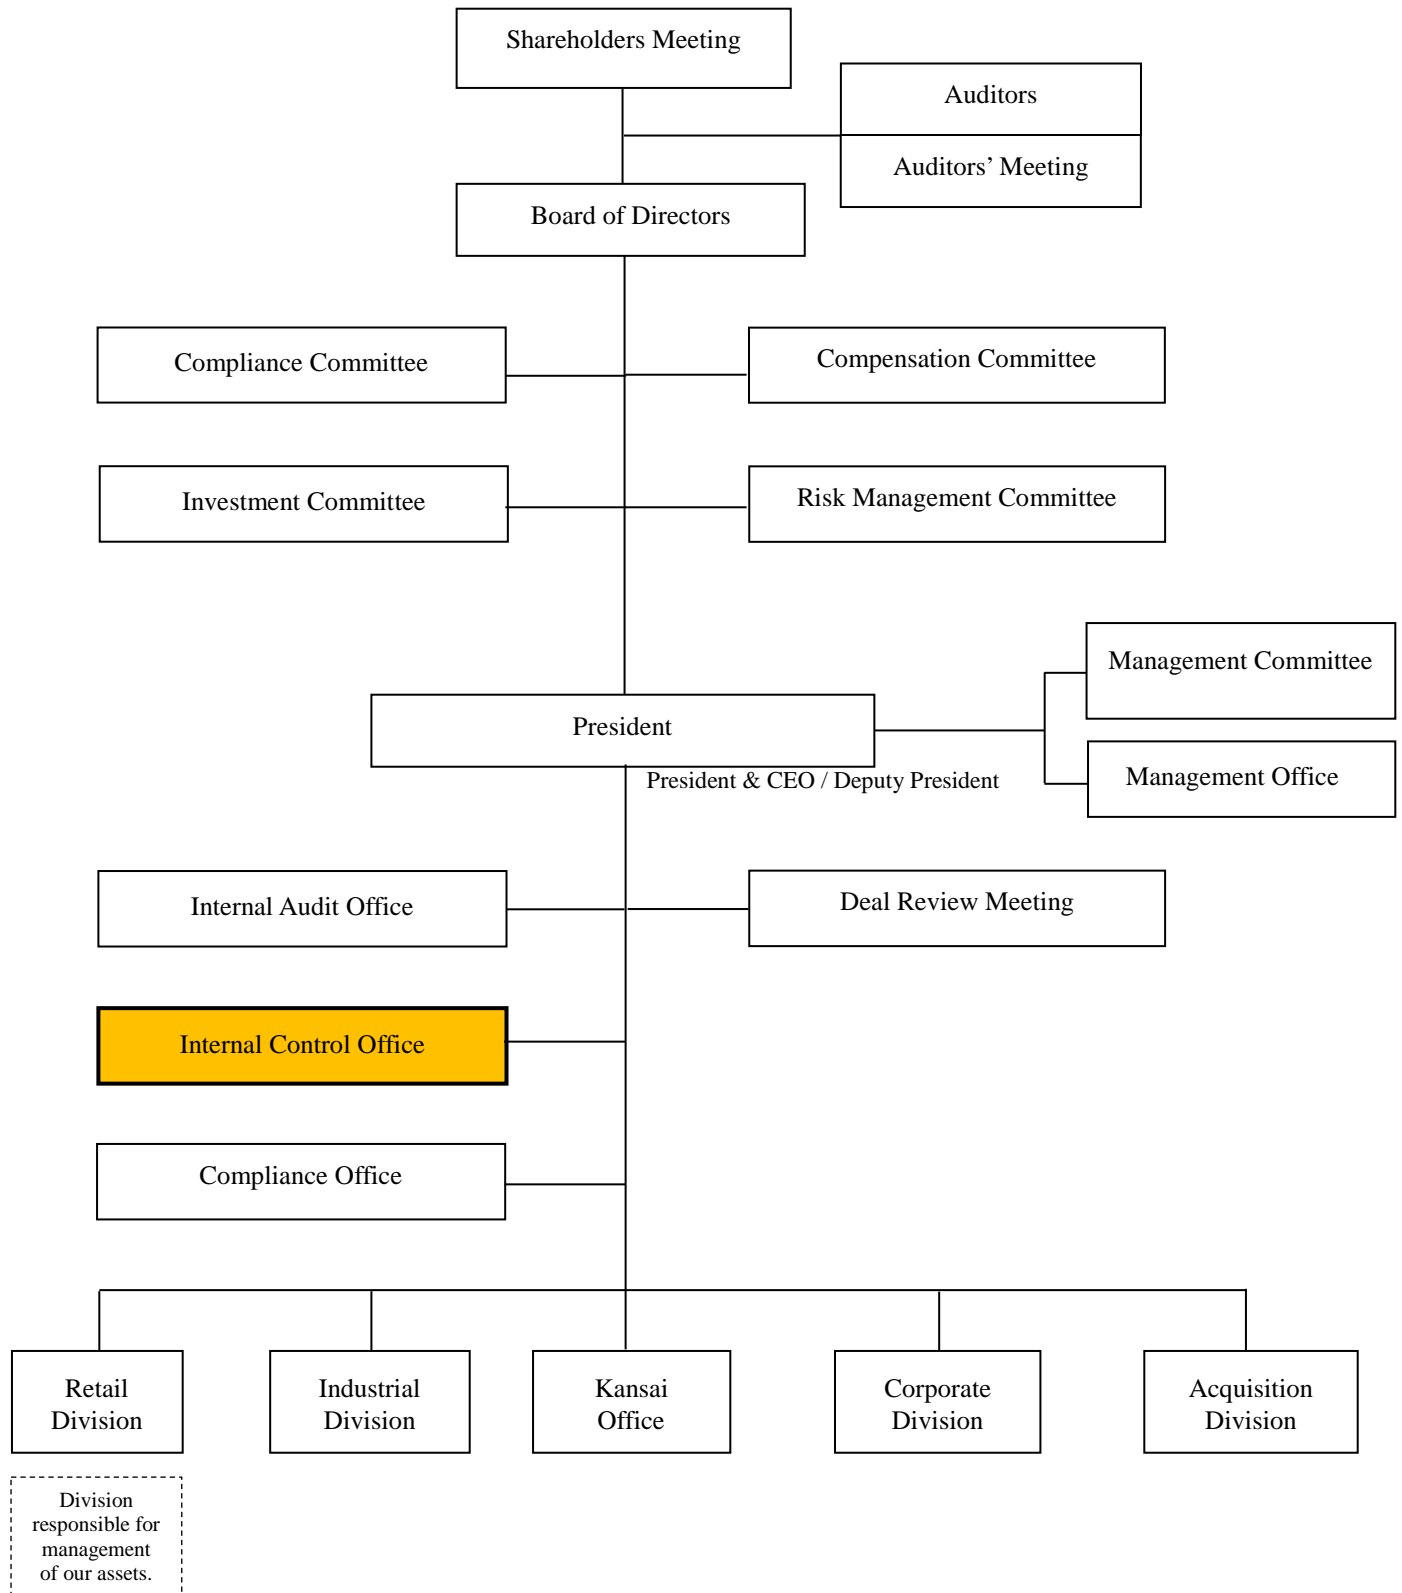 Shareholders Meeting
Auditors
Auditors’ Meeting
Board of Directors
Compliance Committee
Compensation Committee
Investment Committee
Risk Management Committee
Management Committee
President
Management Office
President & CEO / Deputy President
Internal Audit Office
Deal Review Meeting
Internal Control Office
Compliance Office
Retail
Division
Industrial
Division
Kansai
Office
Corporate
Division
Acquisition
Division
Division
responsible for
management
of our assets.